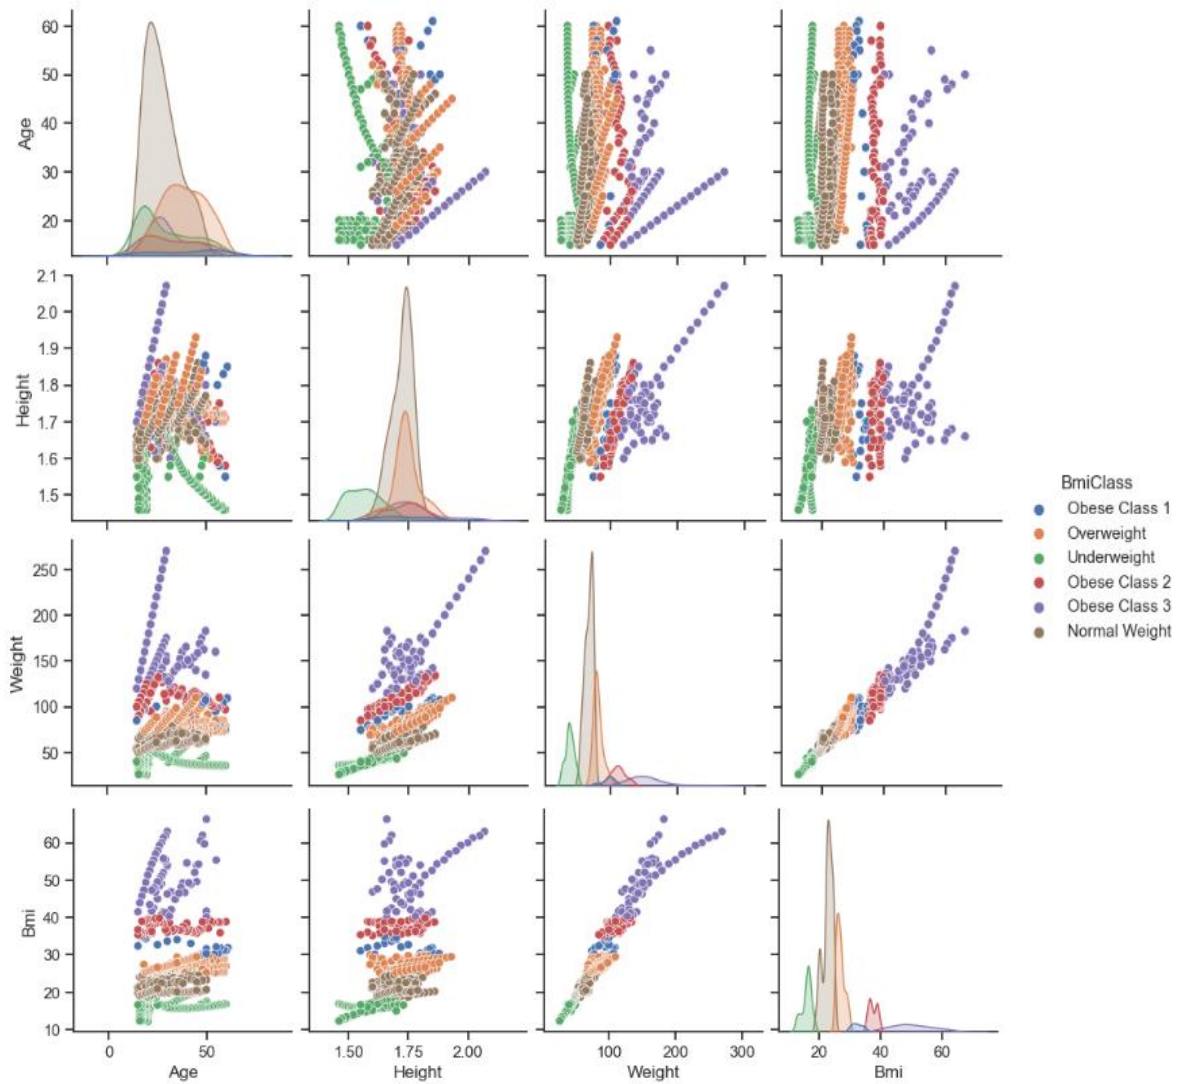 60
50
40
30
20
Age
2.1
2.0
1.9
1.8
1.7
1.6
1.5
Height
BmiClass
Obese Class 1
Overweight
Underweight
Obese Class 2
Obese Class 3
Normal Weight
250
200
150
100
50
Weight
60
50
40
30
20
10
Bmi
0 50
Age
1.50 1.75 2.00
Height
100 200 300
Weight
20 40 60
Bmi